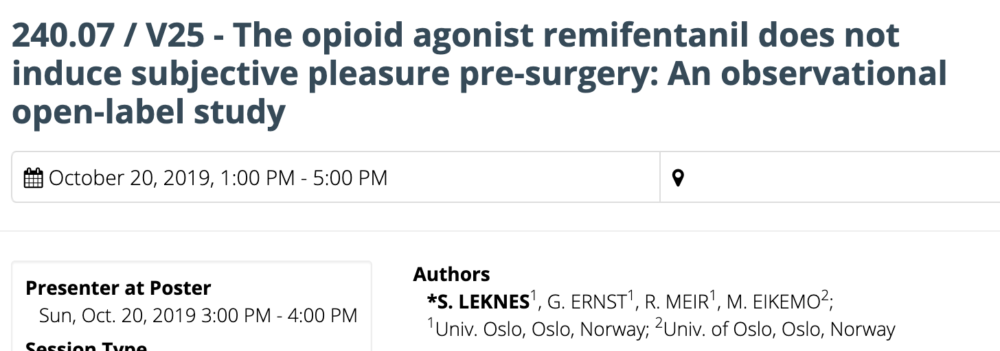 240.07 / V25 - The opioid agonist remifentanil does not
induce subjective pleasure pre-surgery: An observational
open-label study
October 20, 2019, 1:00 PM - 5:00 PM
Presenter at Poster
Sun, Oct. 20, 2019 3:00 PM - 4:00 PM
Session Type
Authors
*S. LEKNES1, G. ERNST1, R. MEIR1, M. EIKEMO2;
1Univ. Oslo, Oslo, Norway; 2Univ. of Oslo, Oslo, Norway